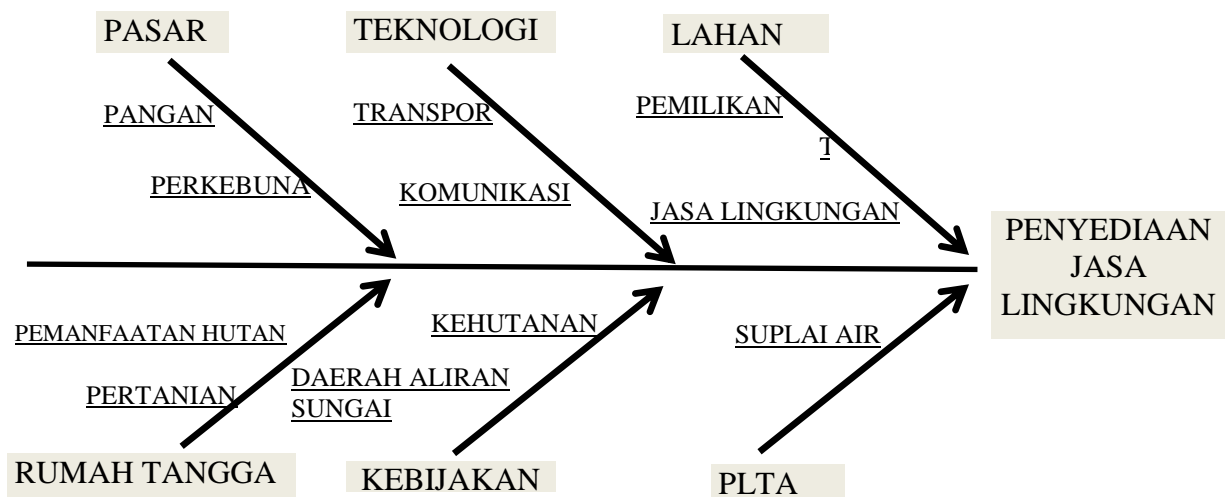 PASAR
TEKNOLOGI
LAHAN
PANGAN
TRANSPOR
PEMILIKAN
T
PERKEBUNA
KOMUNIKASI
JASA LINGKUNGAN
PENYEDIAAN
JASA
LINGKUNGAN
PEMANFAATAN HUTAN
KEHUTANAN
SUPLAI AIR
PERTANIAN
DAERAH ALIRAN
SUNGAI
RUMAH TANGGA
KEBIJAKAN
PLTA